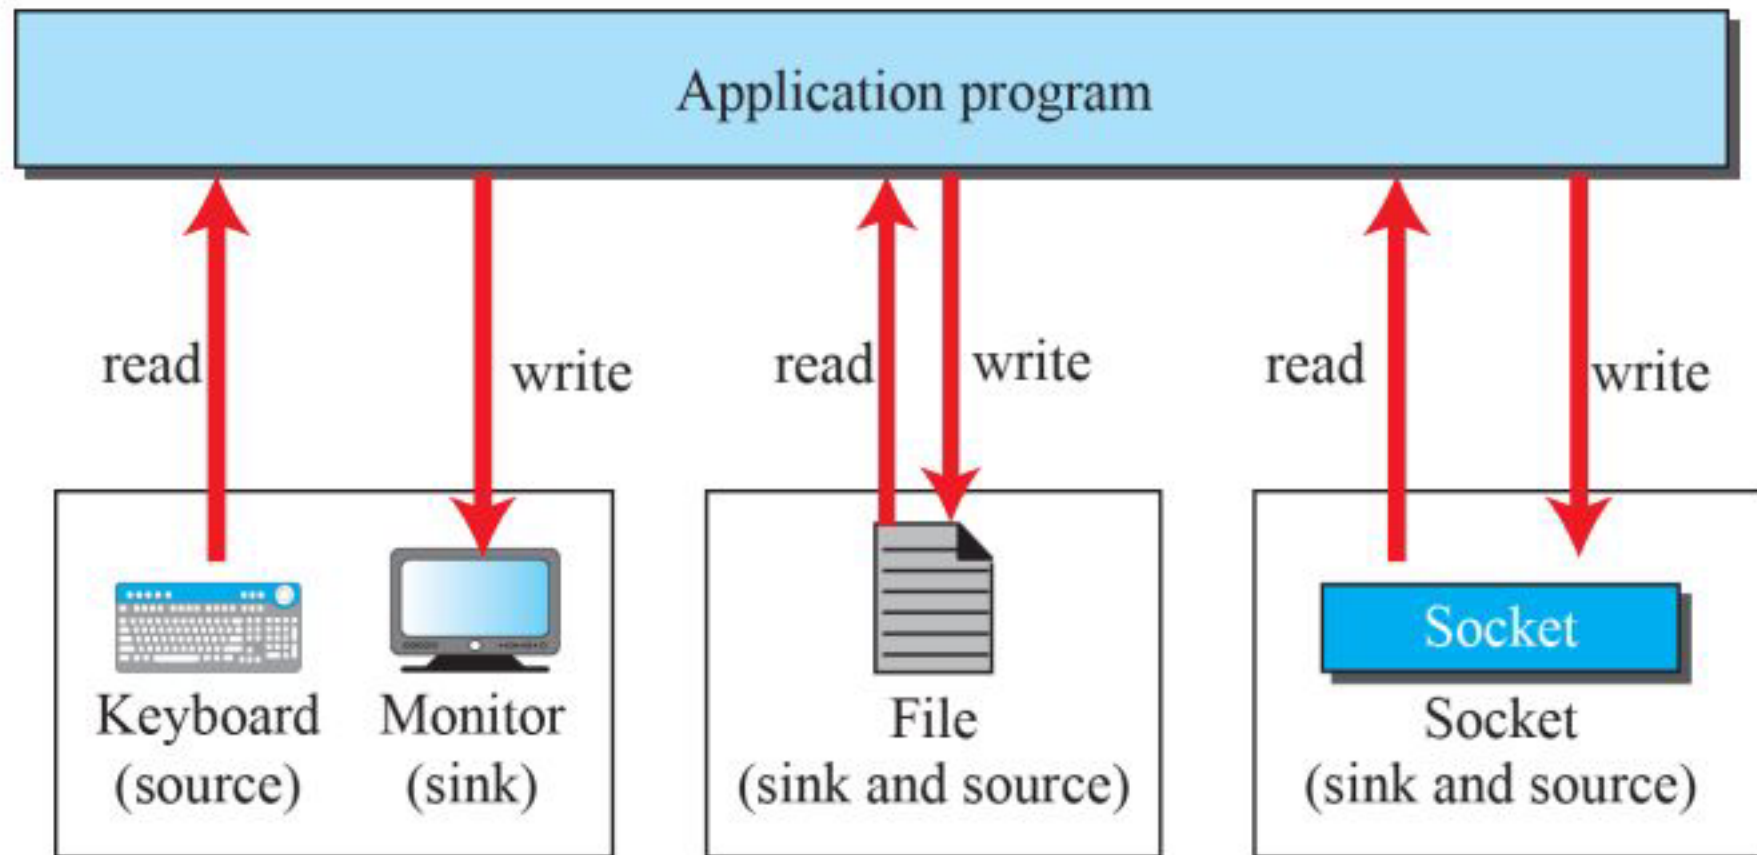 Application program
read
write
read
write
read
write
Socket
Keyboard
(source)
Monitor
(sink)
File
(sink and source)
Socket
(sink and source)